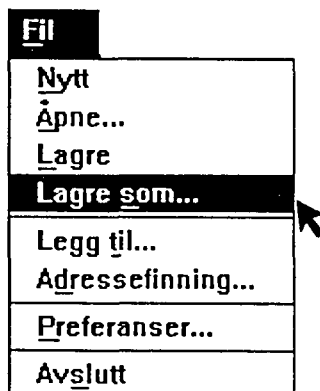 Fil
Nytt
Åpne...
Lagre
Lagre som...
Legg til...
Adressefinning...
Preferanser...
Avslutt